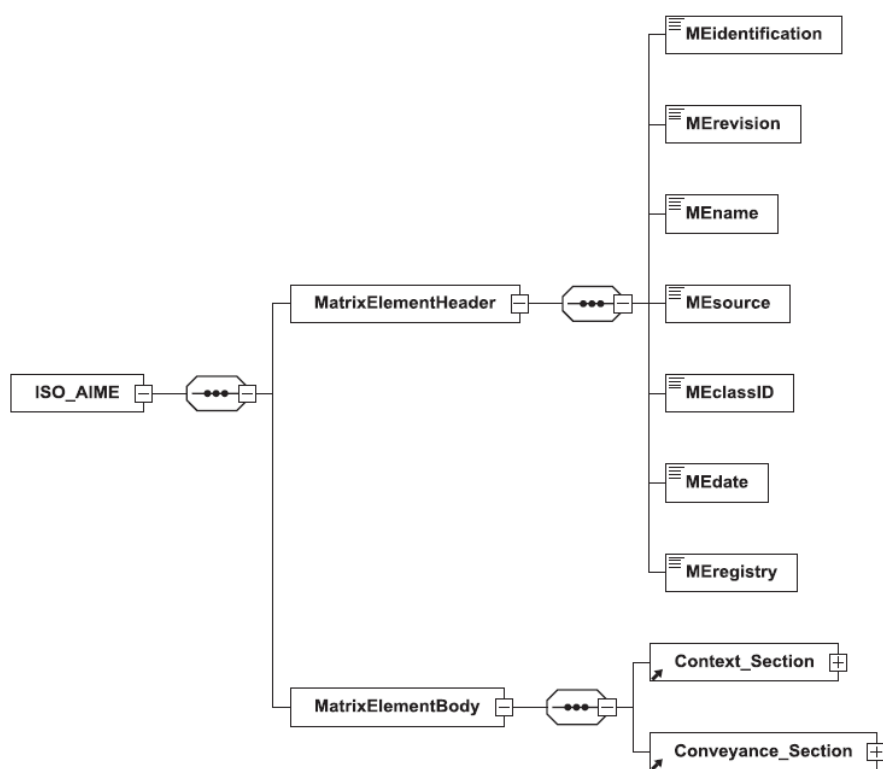 MEidentification
MErevision
MEname
MatrixElementHeader
MEsource
ISO_AIME
MEclassID
MEdate
MEregistry
Context_Section
MatrixElementBody
Conveyance_Section